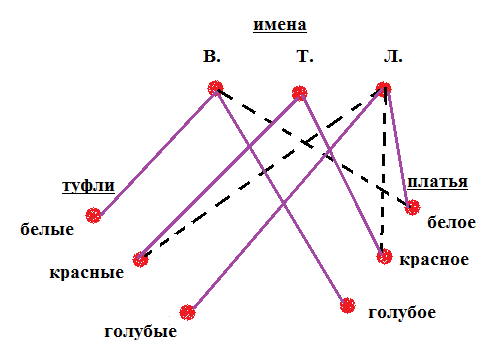 имена
В. Т. Л.
туфли платья
белые белое
красные красное
голубые голубое